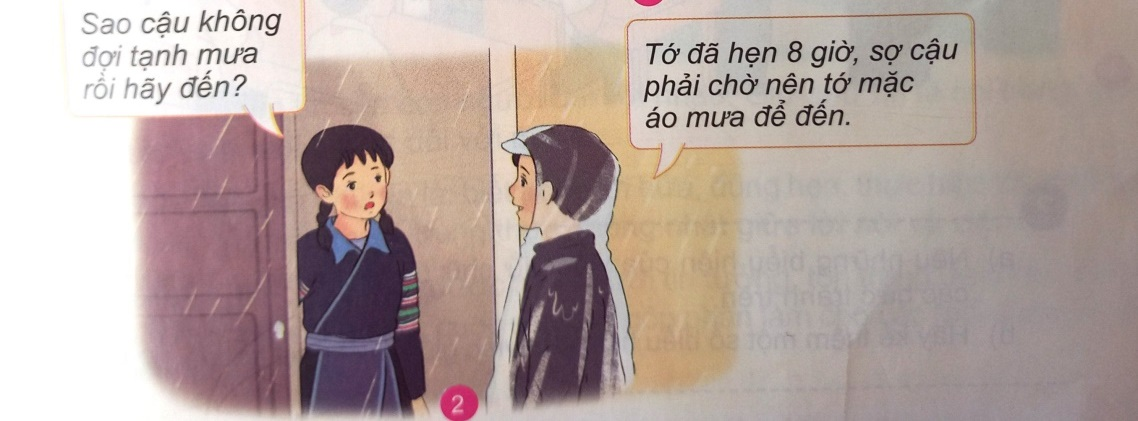 Sao cậu không
đợi tạnh mưa
rồi hãy đến?
Tớ đã hẹn 8 giờ, sợ cậu
phải chờ nên tớ mặc
áo mưa để đến.
2